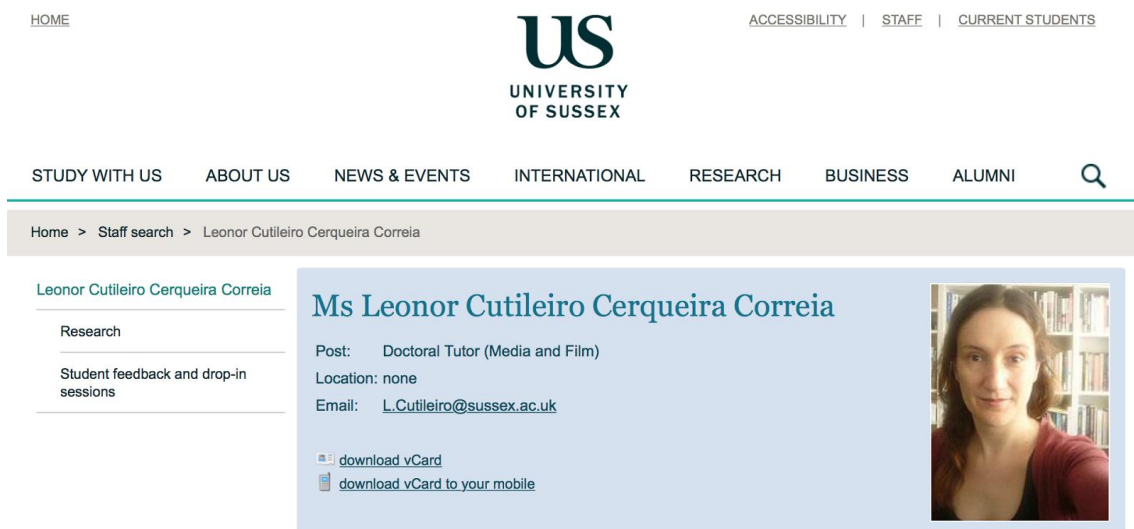 HOME
US
ACCESSIBILITY | STAFF | CURRENT STUDENTS
UNIVERSITY
OF SUSSEX
STUDY WITH US ABOUT US NEWS & EVENTS INTERNATIONAL RESEARCH BUSINESS ALUMNI
Home > Staff search > Leonor Cutileiro Cerqueira Correia
Leonor Cutileiro Cerqueira Correia
Research
Student feedback and drop-in
sessions
Ms Leonor Cutileiro Cerqueira Correia
Post: Doctoral Tutor (Media and Film)
Location: none
Email: L.Cutileiro@sussex.ac.uk
download vCard
download vCard to your mobile